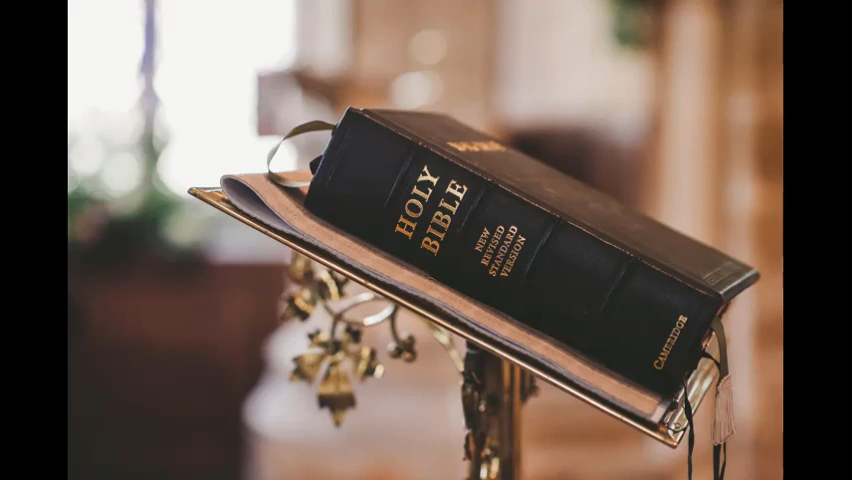 HOLY
BIBLE
NEW
REVISED
STANDARD
VERSION
CAMBRIDGE